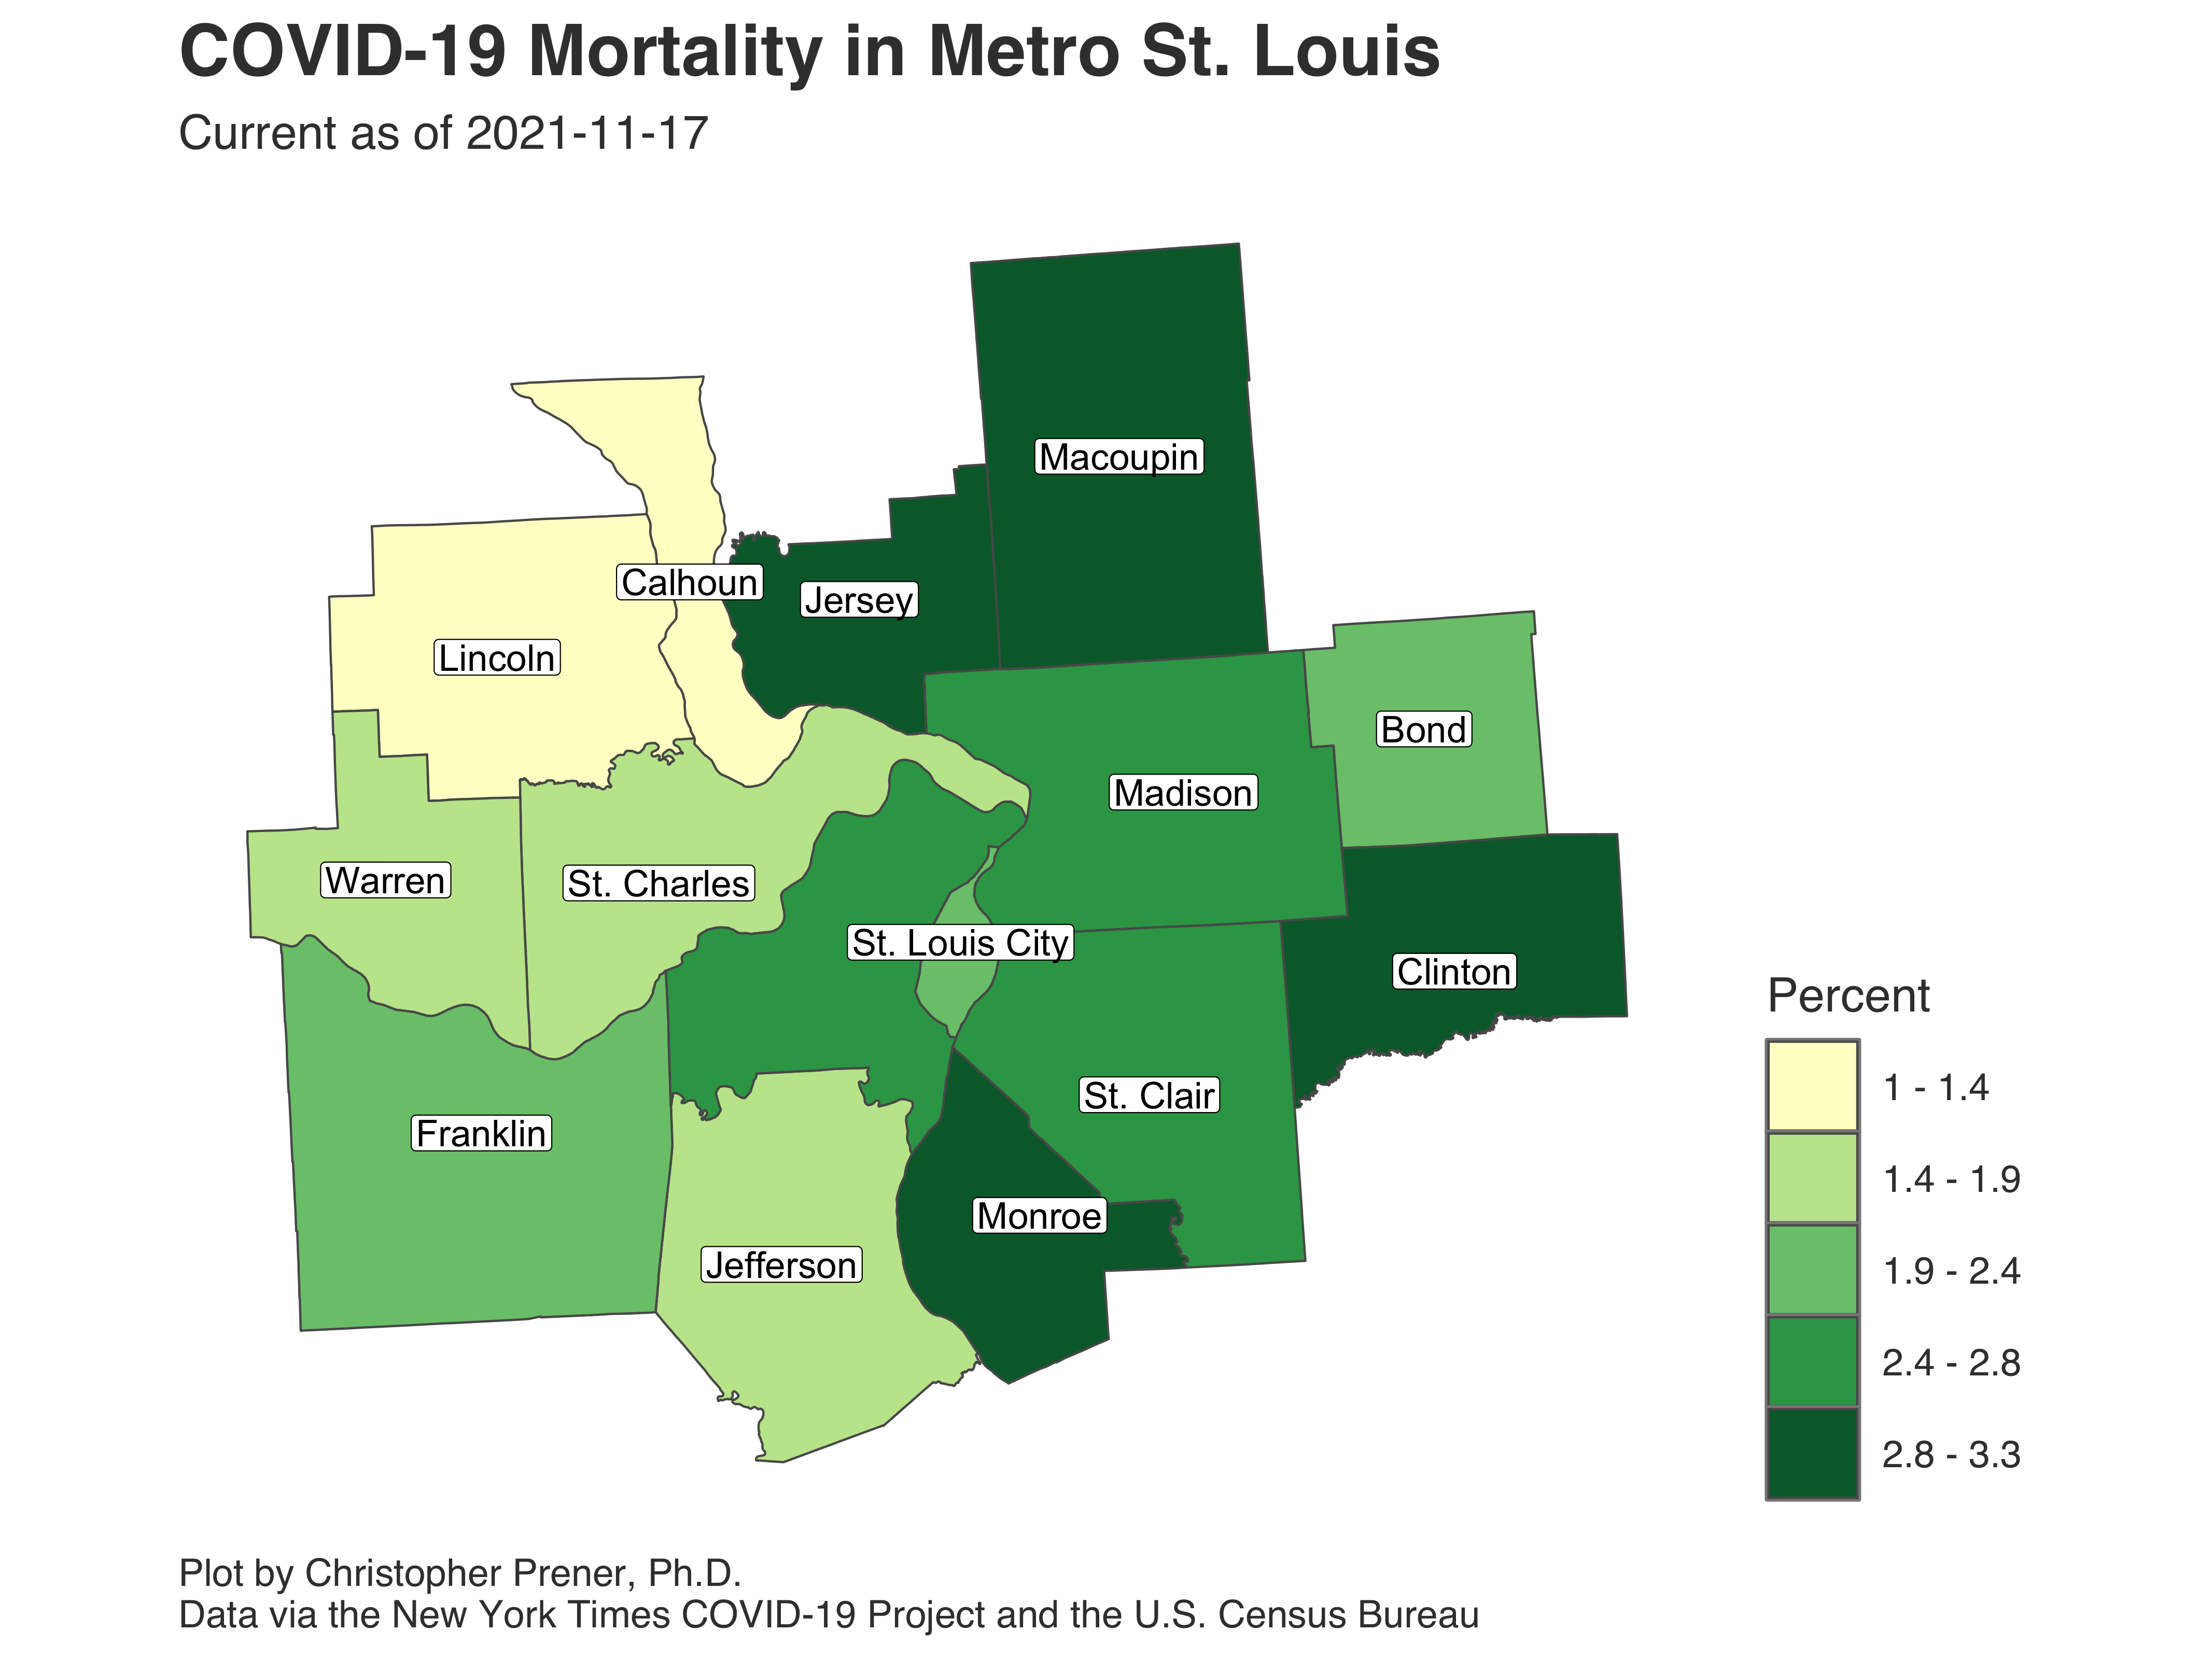 COVID-19 Mortality in Metro St. Louis
Current as of 2021-11-17
Macoupin
Calhoun
Jersey
Lincoln
Bond
Madison
Warren
St. Charles
St. Louis City
Clinton
St. Clair
Franklin
Monroe
Jefferson
Percent
1 - 1.4
1.4 - 1.9
1.9 - 2.4
2.4 - 2.8
2.8 - 3.3
Plot by Christopher Prener, Ph.D.
Data via the New York Times COVID-19 Project and the U.S. Census Bureau